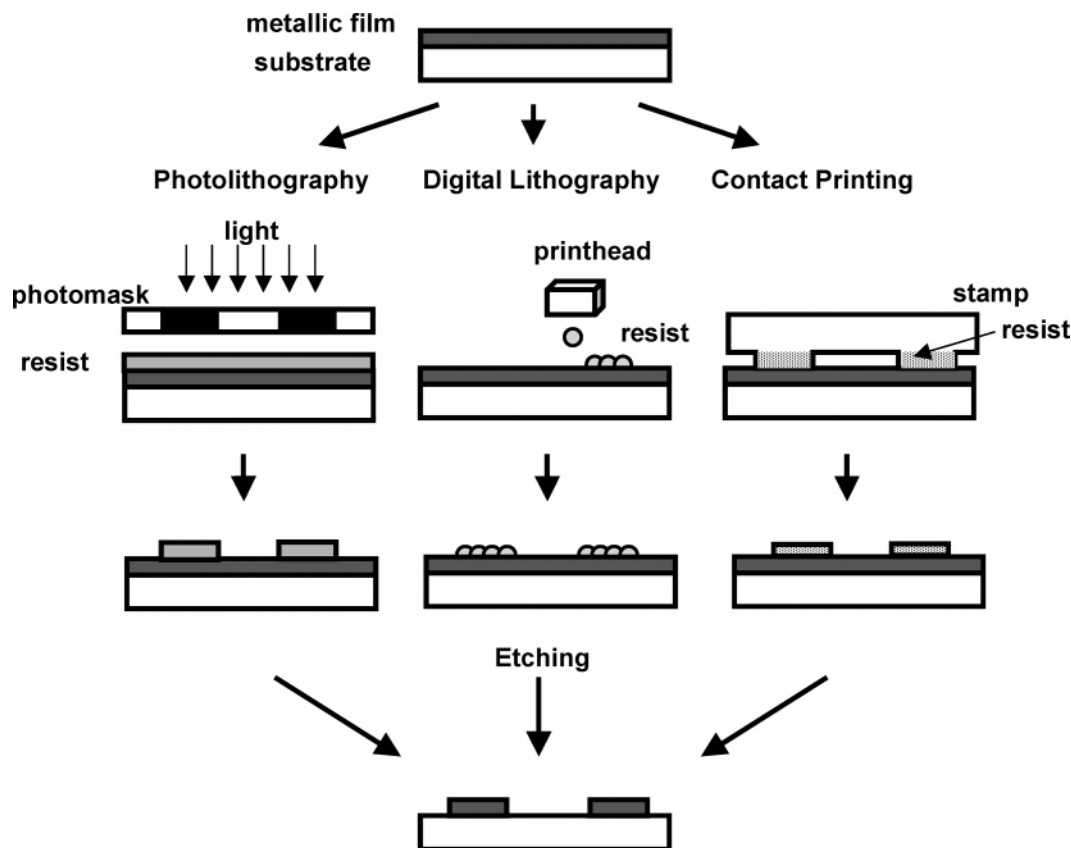 metallic film
substrate
Photolithography
Digital Lithography
Contact Printing
light
photomask
resist
printhead
resist
stamp
resist
Etching